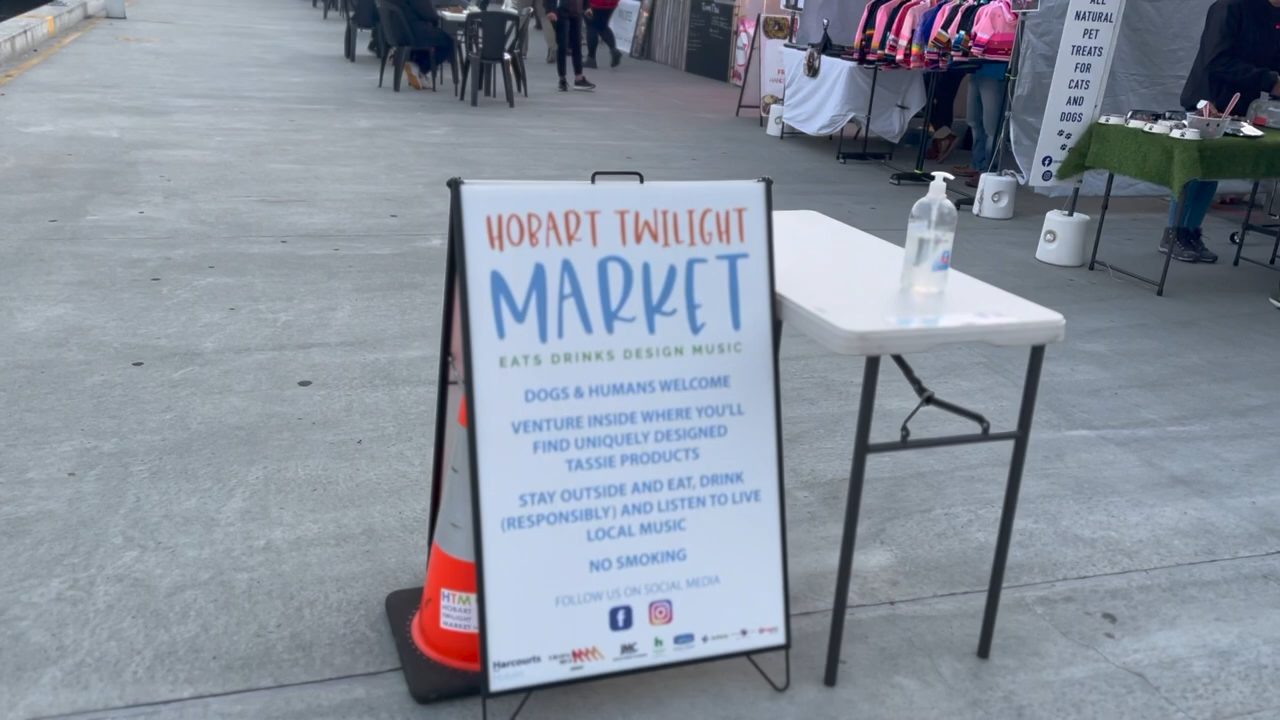 ALL
NATURAL
PET
TREATS
FOR
CATS
AND
DOGS
HOBART TWILIGHT
MARKET
EATS DRINKS DESIGN MUSIC
DOGS & HUMANS WELCOME
VENTURE INSIDE WHERE YOU'LL
FIND UNIQUELY DESIGNED
TASSIE PRODUCTS
STAY OUTSIDE AND EAT, DRINK
(RESPONSIBLY) AND LISTEN TO LIVE
LOCAL MUSIC
NO SMOKING
FOLLOW US ON SOCIAL MEDIA
Harcourts
HTM
HOBART
TWILIGHT
MARKET